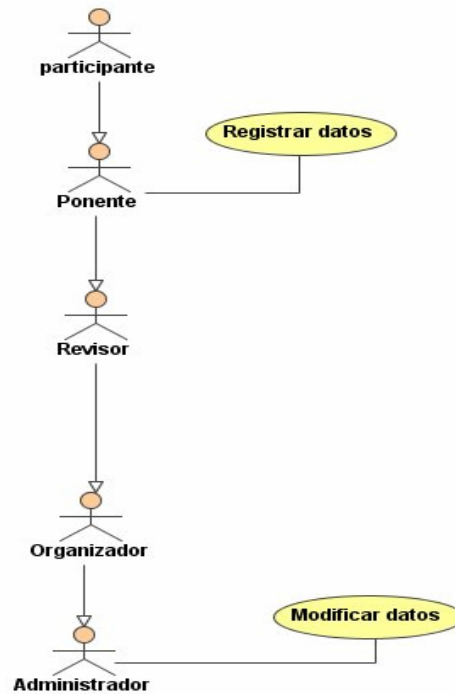 participante
Registrar datos
Ponente
Revisor
Organizador
Modificar datos
Administrador